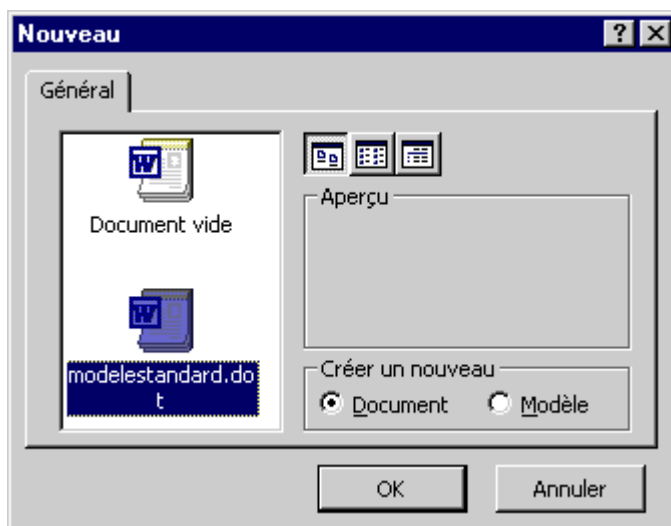 Nouveau
Général
Document vide
modelestandard.do
t
Aperçu
Créer un nouveau
Document
Modèle
OK
Annuler